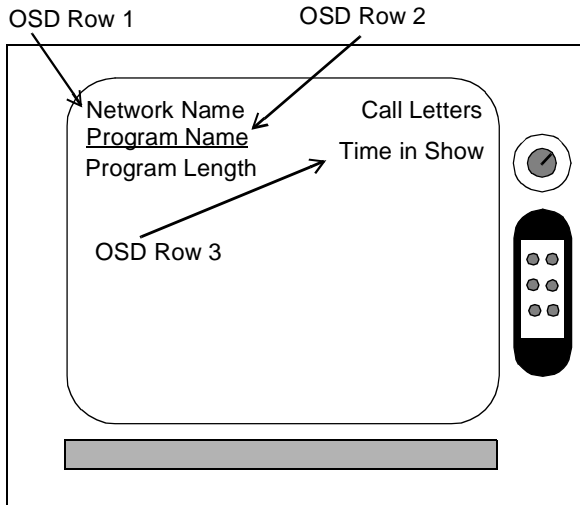 OSD Row 1
OSD Row 2
Network Name
Call Letters
Program Name
Time in Show
Program Length
OSD Row 3